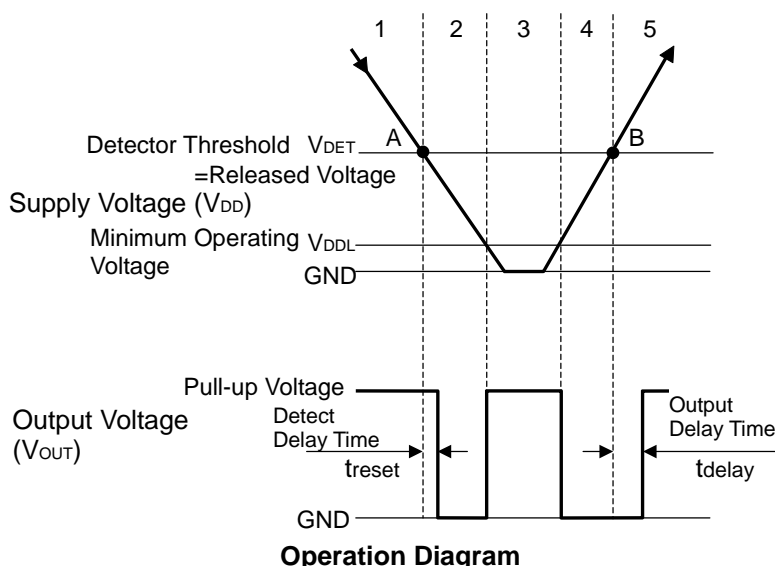 1 2 3 4 5
A B
Detector Threshold VDET
=Released Voltage
Supply Voltage (VDD)
Minimum Operating VDDL
Voltage
GND
Pull-up Voltage
Output Voltage
(VOUT)
Detect
Delay Time
treset
Output
Delay Time
tdelay
GND
Operation Diagram